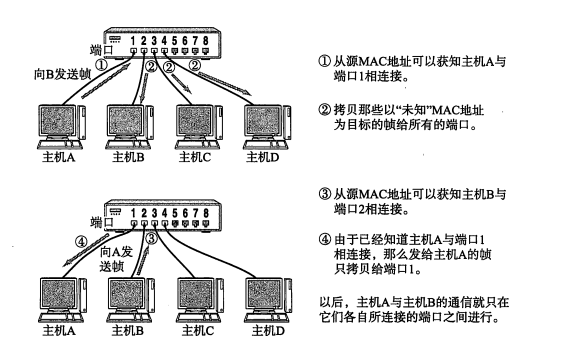 1 2 3 4 5 6 7 8
端口
①
②
②
②
向B发送帧
主机A
主机B
主机C
主机D
①从源MAC地址可以获知主机A与
端口1相连接。
②拷贝那些以“未知”MAC地址
为目标的帧给所有的端口。
1 2 3 4 5 6 7 8
端口
④
向A发
送帧
③
主机A
主机B
主机C
主机D
③从源MAC地址可以获知主机B与
端口2相连接。
④由于已经知道主机A与端口1
相连接，那么发给主机A的帧
只拷贝给端口1。
以后，主机A与主机B的通信就只在
它们各自所连接的端口之间进行。